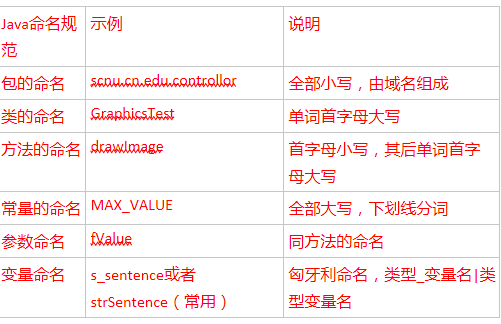 Java命名规范 示例 说明
包的命名 scnu.cn.edu.controllor 全部小写，由域名组成
类的命名 GraphicsTest 单词首字母大写
方法的命名 drawImage 首字母小写，其后单词首字母大写
常量的命名 MAX_VALUE 全部大写，下划线分词
参数命名 fValue 同方法的命名
变量命名 s_sentence或者strSentence（常用） 匈牙利命名，类型_变量名|类型变量名